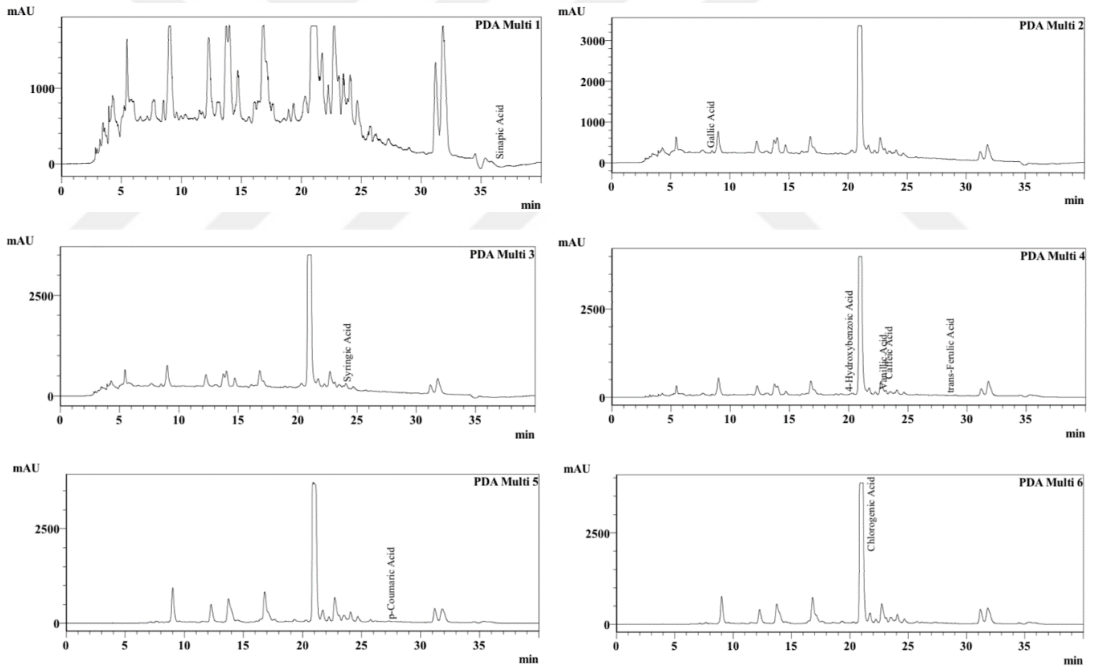 mAU
PDA Multi 1
1000
0
Sinapic Acid
0 5 10 15 20 25 30 35
min
mAU
PDA Multi 2
3000
2000
1000
0
Gallic Acid
0 5 10 15 20 25 30 35
min
mAU
PDA Multi 3
2500
0
Syringic Acid
0 5 10 15 20 25 30 35
min
mAU
PDA Multi 4
2500
0
4-Hydroxybenzoic Acid
Vanillic Acid
Caffeic Acid
trans-Ferulic Acid
0 5 10 15 20 25 30 35
min
mAU
PDA Multi 5
2500
0
p-Coumaric Acid
0 5 10 15 20 25 30 35
min
mAU
PDA Multi 6
2500
0
Chlorogenic Acid
0 5 10 15 20 25 30 35
min